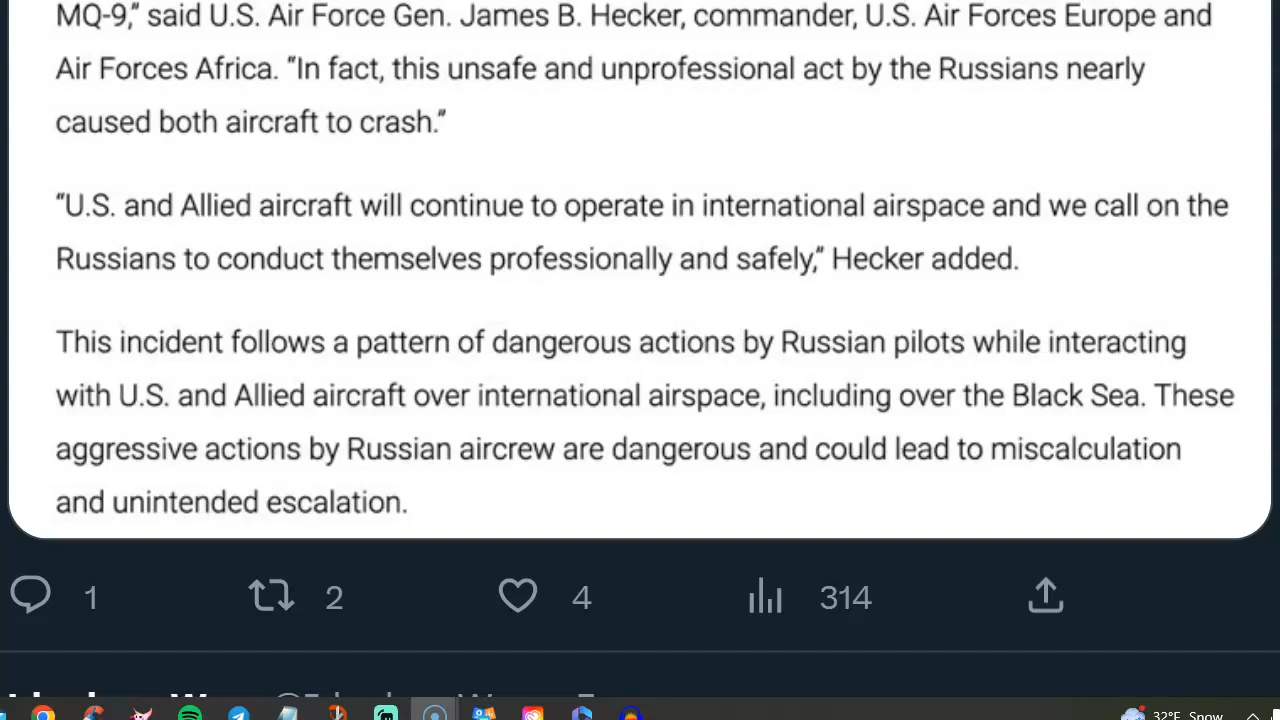 MQ-9,” said U.S. Air Force Gen. James B. Hecker, commander, U.S. Air Forces Europe and
Air Forces Africa. “In fact, this unsafe and unprofessional act by the Russians nearly
caused both aircraft to crash.”
“U.S. and Allied aircraft will continue to operate in international airspace and we call on the
Russians to conduct themselves professionally and safely,” Hecker added.
This incident follows a pattern of dangerous actions by Russian pilots while interacting
with U.S. and Allied aircraft over international airspace, including over the Black Sea. These
aggressive actions by Russian aircrew are dangerous and could lead to miscalculation
and unintended escalation.
1 2 4 314
32°F Snow